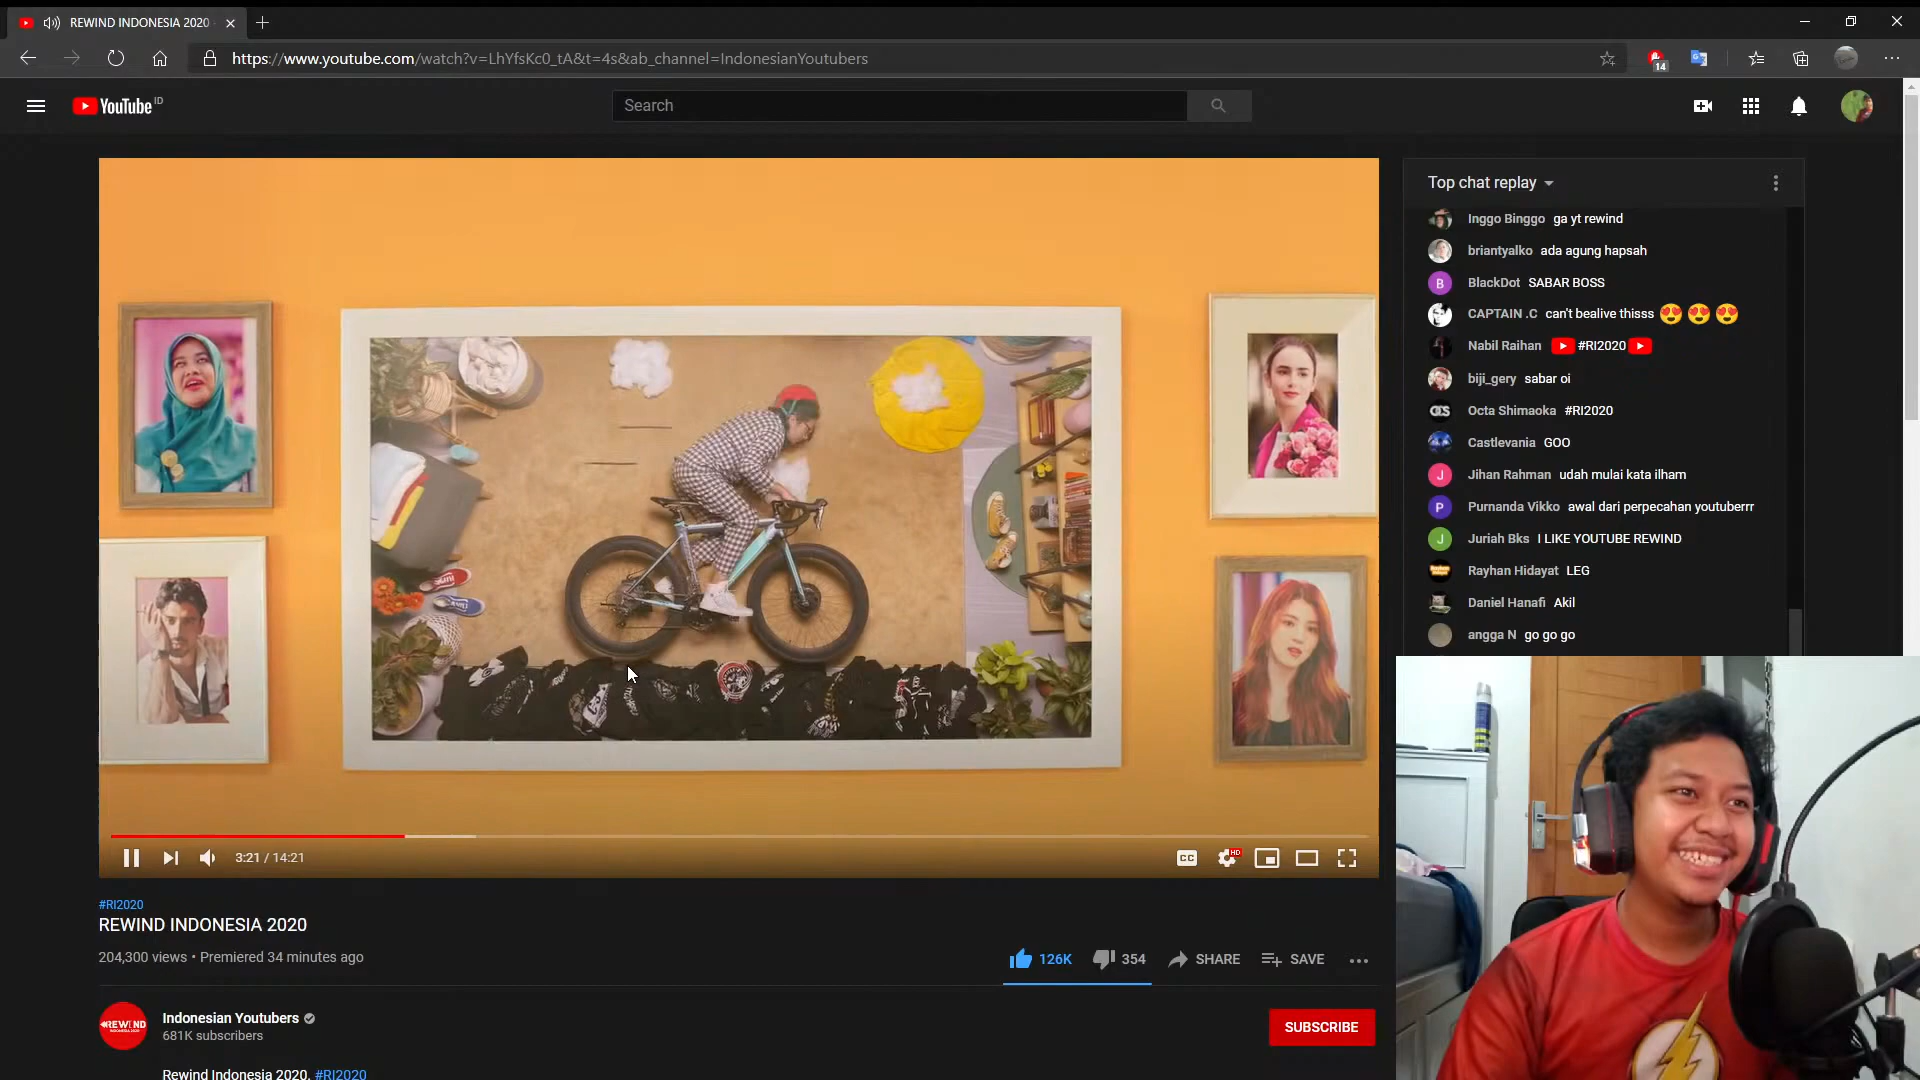 REWIND INDONESIA 2020
https://www.youtube.com/watch?v=LhYfsKc0_tA&t=4s&ab_channel=IndonesianYoutubers
14
YouTube ID
Search
Top chat replay
Inggo Binggo ga yt rewind
briantyalko ada agung hapsah
B BlackDot SABAR BOSS
CAPTAIN .C can't bealive thisss
Nabil Raihan #RI2020
biji_gery sabar oi
Octa Shimaoka #RI2020
Castlevania GOO
J Jihan Rahman udah mulai kata ilham
P Purnanda Vikko awal dari perpecahan youtuberrr
J Juriah Bks I LIKE YOUTUBE REWIND
Rayhan Hidayat LEG
Daniel Hanafi Akil
angga N go go go
3:21 / 14:21
CC
HD
#RI2020
REWIND INDONESIA 2020
204,300 views • Premiered 34 minutes ago
126K
354
SHARE
SAVE
REWIND
Indonesian Youtubers
681K subscribers
SUBSCRIBE
Rewind Indonesia 2020. #RI2020